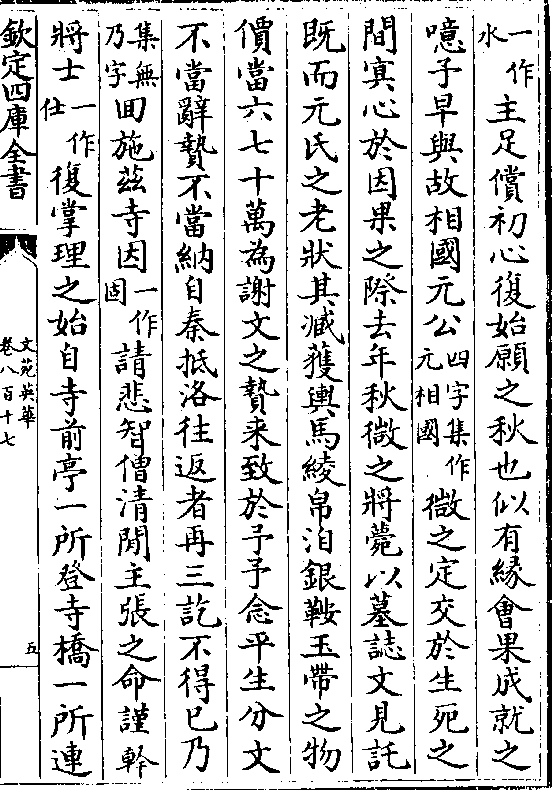 一作水主足償初心復始願之秋也似有縁會果成就之
噫子早與故相國元公四字集作元相國微之定交於生死之
間寘心於因果之際去年秋微之將薨以墓誌文見託
既而元氏之老狀其臧獲輿馬綾帛洎銀鞍玉帶之物
價當六七十萬為謝文之贄来致於予予念平生分文
不當辭贄不當納自秦抵洛往返者再三訖不得已乃
集無乃字回施兹寺因一作固請悲智僧清閒主張之命謹幹
將士一作仕復掌理之始自寺前亭一所登寺橋一所連
欽定四庫全書
文苑英華
卷八百十七
五